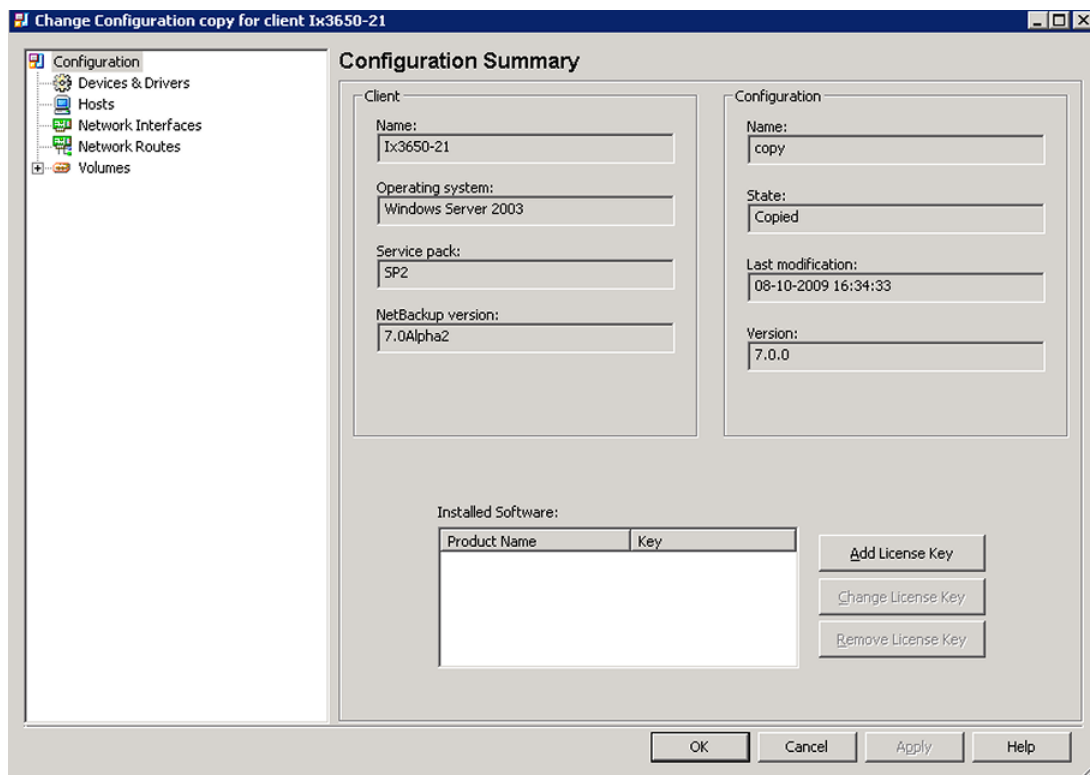 Change Configuration copy for client Ix3650-21
Configuration
Devices & Drivers
Hosts
Network Interfaces
Network Routes
Volumes
Configuration Summary
Client
Name:
Ix3650-21
Operating system:
Windows Server 2003
Service pack:
SP2
NetBackup version:
7.0Alpha2
Configuration
Name:
copy
State:
Copied
Last modification:
08-10-2009 16:34:33
Version:
7.0.0
Installed Software:
Product Name Key
Add License Key
Change License Key
Remove License Key
OK Cancel Apply Help